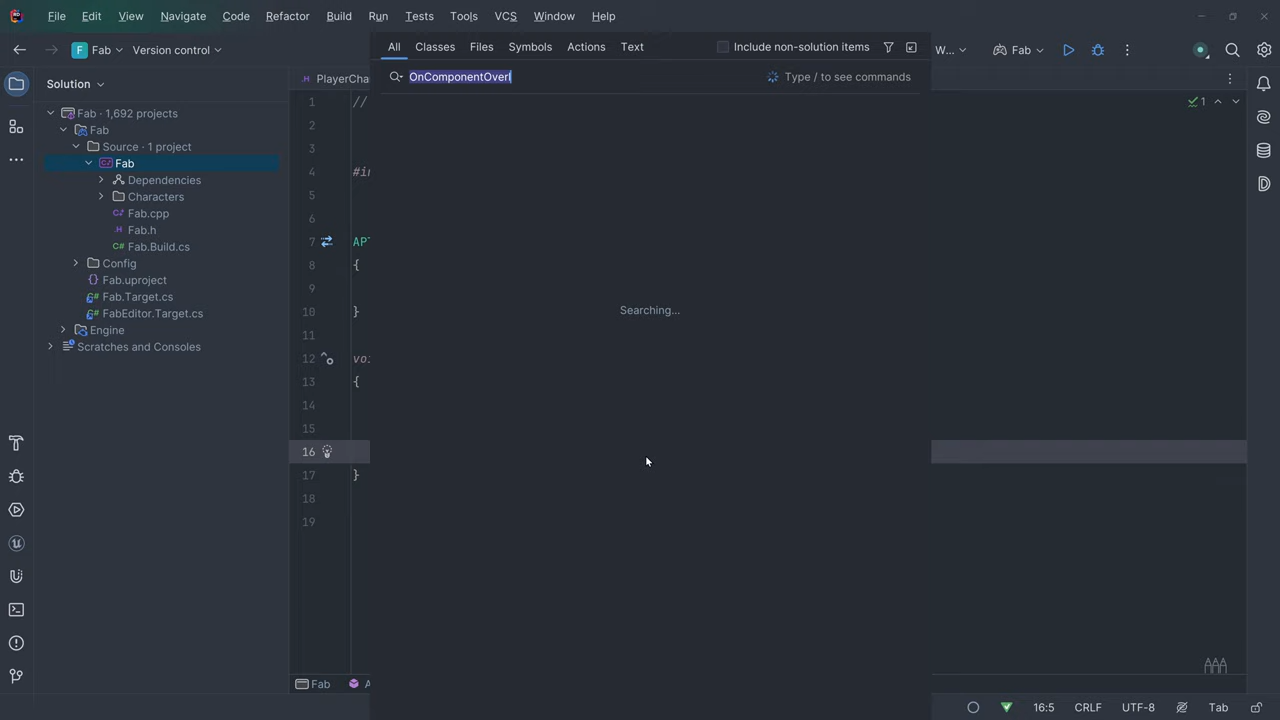 File Edit View Navigate Code Refactor Build Run Tests Tools VCS Window Help
F Fab Version control
All Classes Files Symbols Actions Text Include non-solution items
W... Fab
OnComponentOverl Type / to see commands
Searching...
Solution
Fab · 1,692 projects
Fab
Source · 1 project
Fab
Dependencies
Characters
Fab.cpp
Fab.h
Fab.Build.cs
Config
Fab.uproject
Fab.Target.cs
FabEditor.Target.cs
Engine
Scratches and Consoles
PlayerCha
1 //
2
3
4 #in
5
6
7
8 {
9
10 }
11
12 voi
13 {
14
15
16
17 }
18
19
1
Fab A
16:5 CRLF UTF-8 Tab